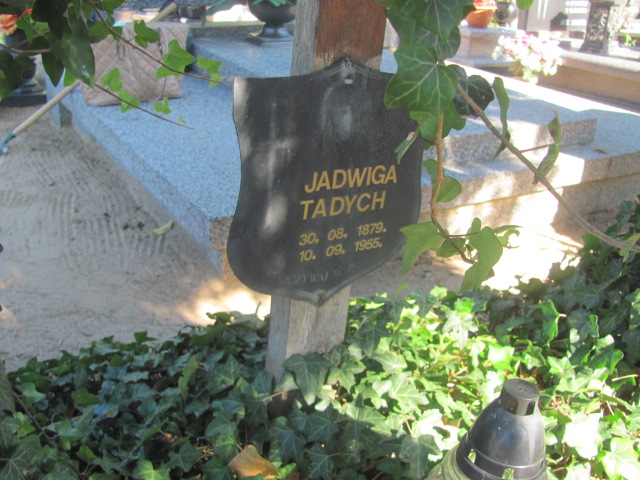 JADWIGA
TADYCH
30. 08. 1879.
10. 09. 1955.